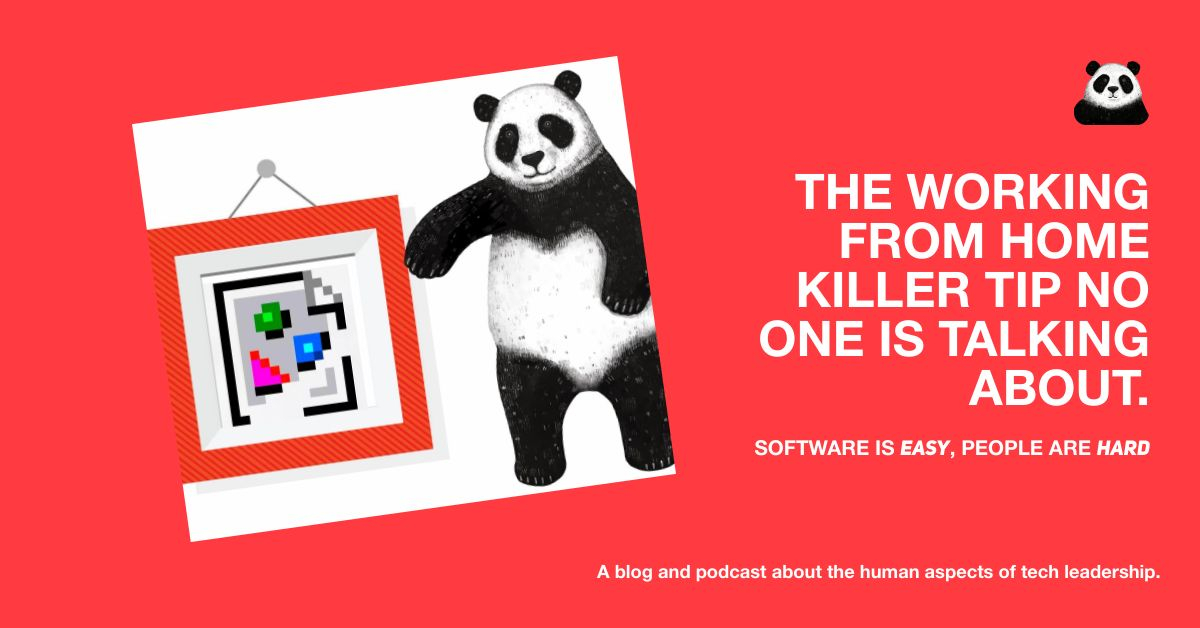 THE WORKING
FROM HOME
KILLER TIP NO
ONE IS TALKING
ABOUT.
SOFTWARE IS EASY, PEOPLE ARE HARD
A blog and podcast about the human aspects of tech leadership.